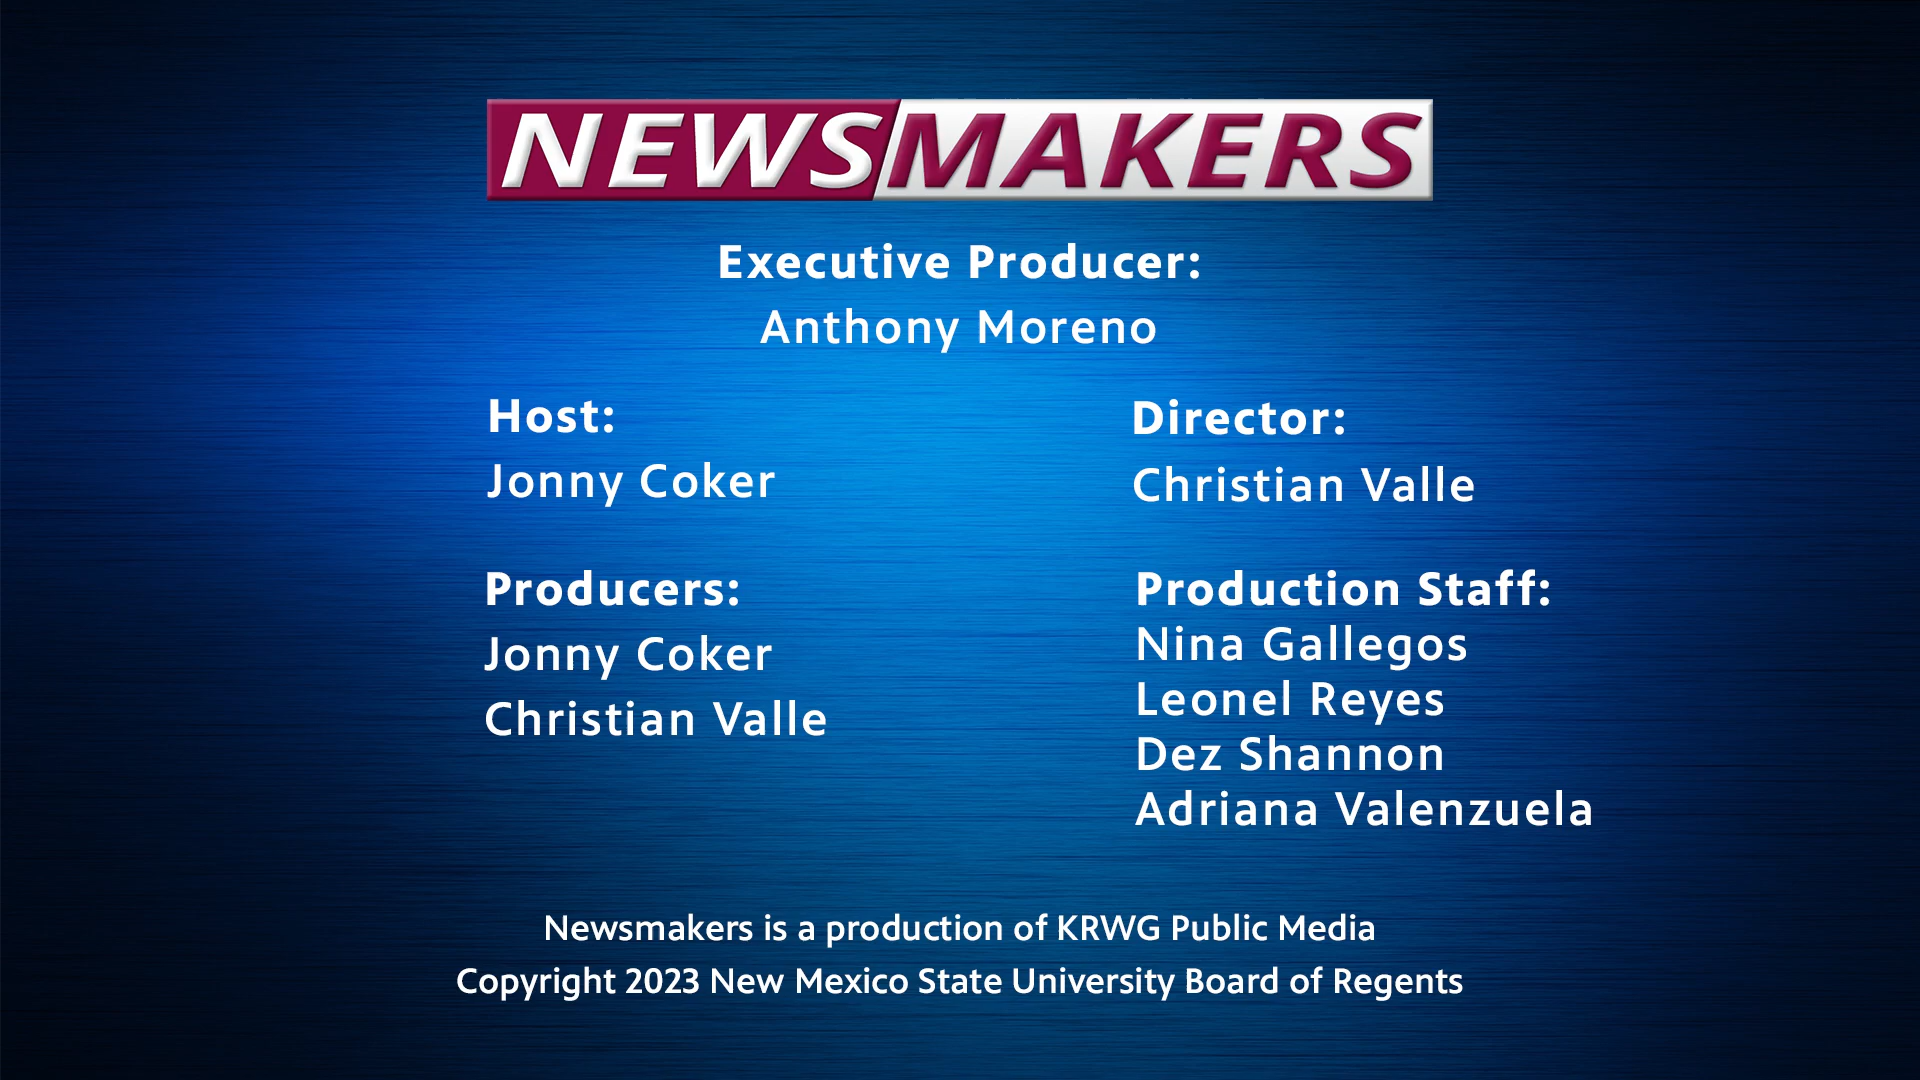 NEWSMAKERS
Executive Producer:
Anthony Moreno
Host:
Jonny Coker
Director:
Christian Valle
Producers:
Jonny Coker
Christian Valle
Production Staff:
Nina Gallegos
Leonel Reyes
Dez Shannon
Adriana Valenzuela
Newsmakers is a production of KRWG Public Media
Copyright 2023 New Mexico State University Board of Regents